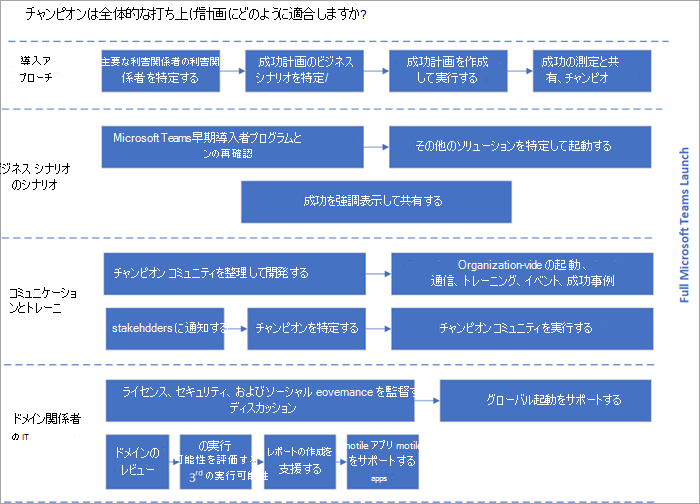 チャンピオンは全体的な打ち上げ計画にどのように適合しますか?
導入ア
プローチ
主要な利害関係者の利害関
係者を特定する
成功計画のビジネス
シナリオを特定/
成功計画を作成
して実行する
成功の測定と共
有、チャンピオ
ビジネス シナリオ
のシナリオ
Microsoft Teams早期導入者プログラムと
ンの再確認
その他のソリューションを特定して起動する
成功を強調表示して共有する
Full Microsoft Teams Launch
コミュニケーション
ンとトレーニ
チャンピオン コミュニティを整理して開発する
Organization-vide の起動、
通信、トレーニング、イベント、成功事例
stakehdders に通知する
チャンピオンを特定する
チャンピオン コミュニティを実行する
ドメイン関係者
の IT
ライセンス、セキュリティ、およびソーシャル eovemance を監督す
ディスカッション
グローバル起動をサポートする
ドメインの
レビュー
の実行
可能性を評価する
3rd の実行可能性
レポートの作成を
支援する
motile アプリ motile
をサポートする
apps